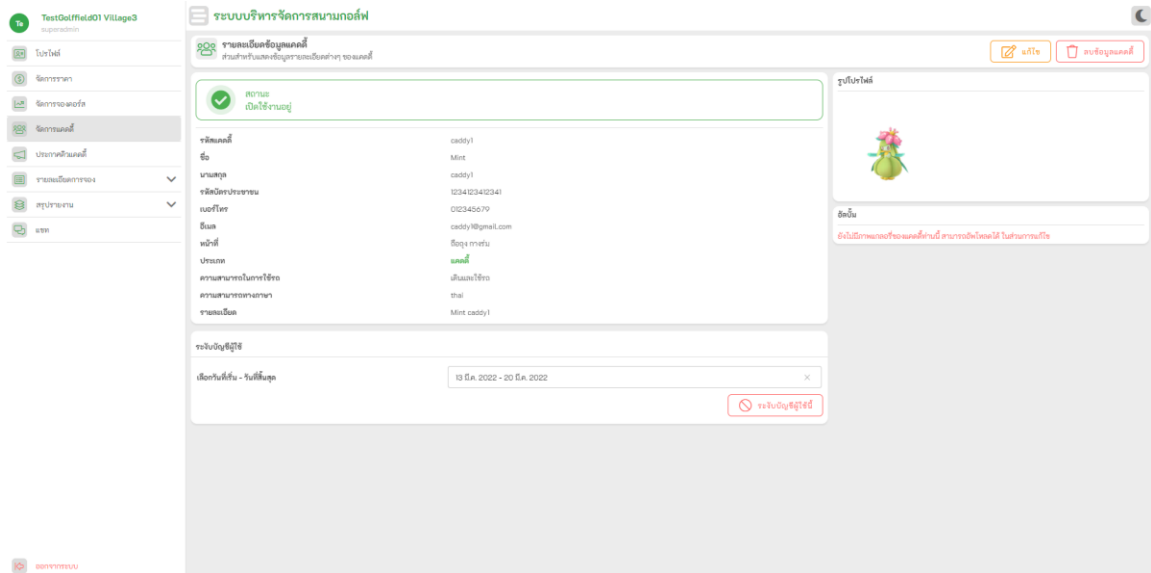 Te
TestGolffield01 Village3
superadmin
โปรไฟล์
จัดการราคา
จัดการจองคอร์ส
จัดการแคดดี้
ประกาศคิวแคดดี้
รายละเอียดการจอง
สรุปรายงาน
แชท
ออกจากระบบ
ระบบบริหารจัดการสนามกอล์ฟ
รายละเอียดข้อมูลแคดดี้
ส่วนสำหรับแสดงข้อมูลรายละเอียดต่างๆ ของแคดดี้
แก้ไข
ลบข้อมูลแคดดี้
สถานะ
เปิดใช้งานอยู่
รหัสแคดดี้ caddy1
ชื่อ Mint
นามสกุล caddy1
รหัสบัตรประชาชน 1234123412341
เบอร์โทร 012345679
อีเมล caddy1@gmail.com
หน้าที่ ถือถุง กางร่ม
ประเภท แคดดี้
ความสามารถในการใช้รถ เดินและใช้รถ
ความสามารถทางภาษา thai
รายละเอียด Mint caddy1
ระงับบัญชีผู้ใช้
เลือกวันที่เริ่ม - วันที่สิ้นสุด 13 มี.ค. 2022 - 20 มี.ค. 2022
ระงับบัญชีผู้ใช้นี้
รูปโปรไฟล์
อัลบั้ม
ยังไม่มีภาพแกลอรี่ของแคดดี้ท่านนี้ สามารถอัพโหลดได้ ในส่วนการแก้ไข